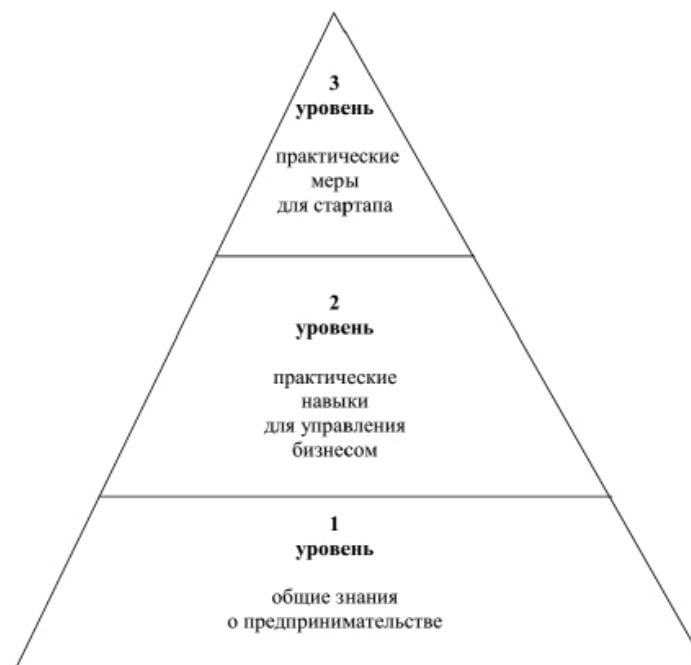 3
уровень
практические
меры
для стартапа
2
уровень
практические
навыки
для управления
бизнесом
1
уровень
общие знания
о предпринимательстве